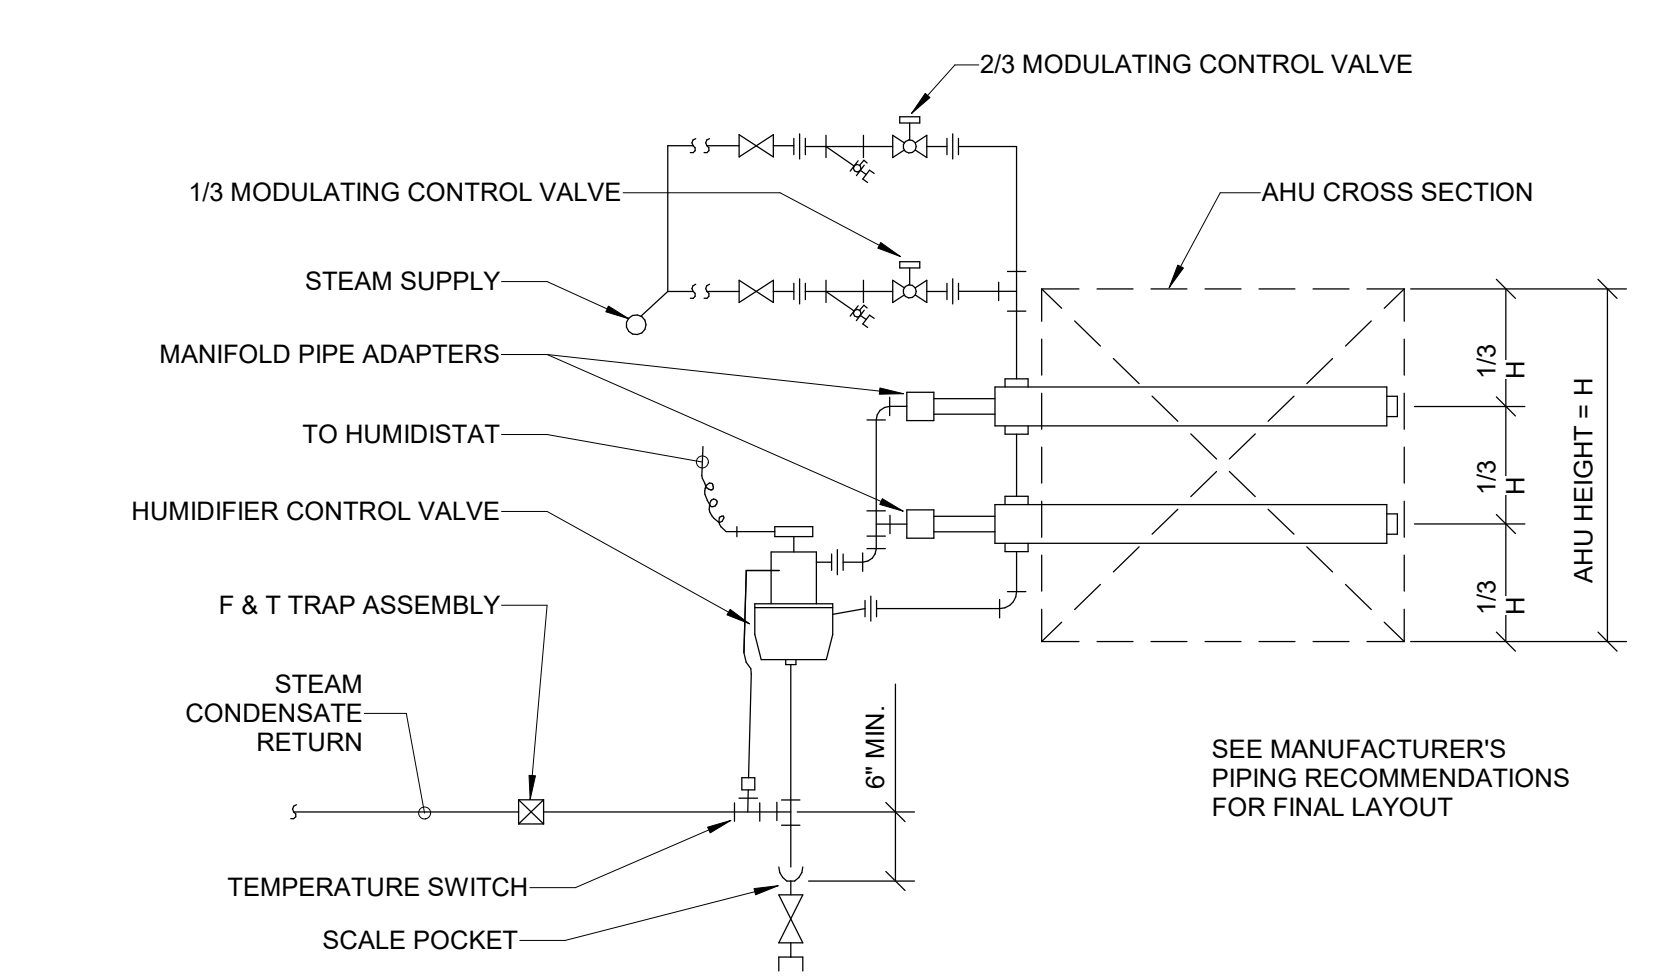 2/3 MODULATING CONTROL VALVE
1/3 MODULATING CONTROL VALVE
AHU CROSS SECTION
STEAM SUPPLY
MANIFOLD PIPE ADAPTERS
1/3
H
TO HUMIDISTAT
HUMIDIFIER CONTROL VALVE
1/3
H
AHU HEIGHT = H
F & T TRAP ASSEMBLY
1/3
H
STEAM
CONDENSATE
RETURN
6" MIN.
SEE MANUFACTURER'S
PIPING RECOMMENDATIONS
FOR FINAL LAYOUT
TEMPERATURE SWITCH
SCALE POCKET